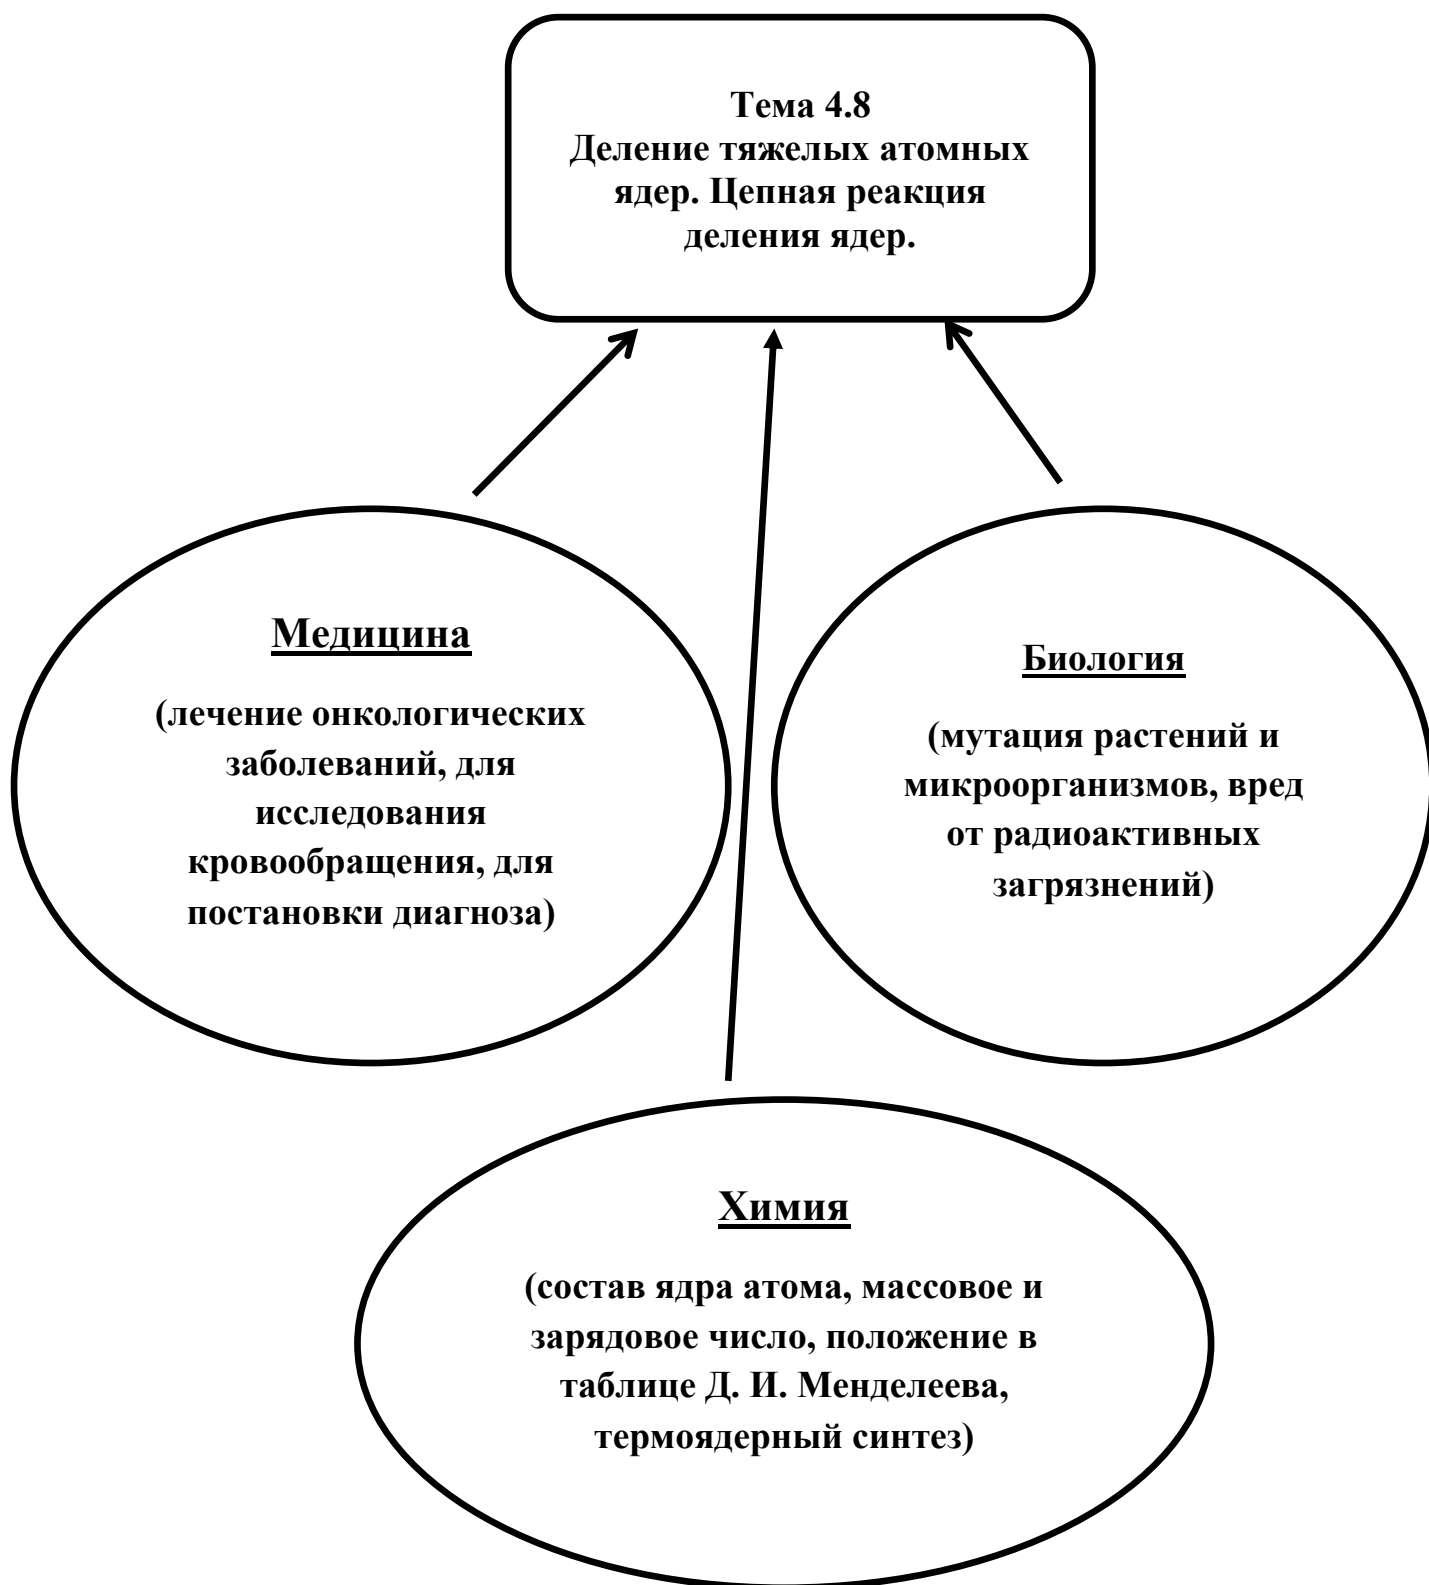 Тема 4.8
Деление тяжелых атомных
ядер. Цепная реакция
деления ядер.
Медицина
(лечение онкологических
заболеваний, для
исследования
кровообращения, для
постановки диагноза)
Биология
(мутация растений и
микроорганизмов, вред
от радиоактивных
загрязнений)
Химия
(состав ядра атома, массовое и
зарядовое число, положение в
таблице Д. И. Менделеева,
термоядерный синтез)